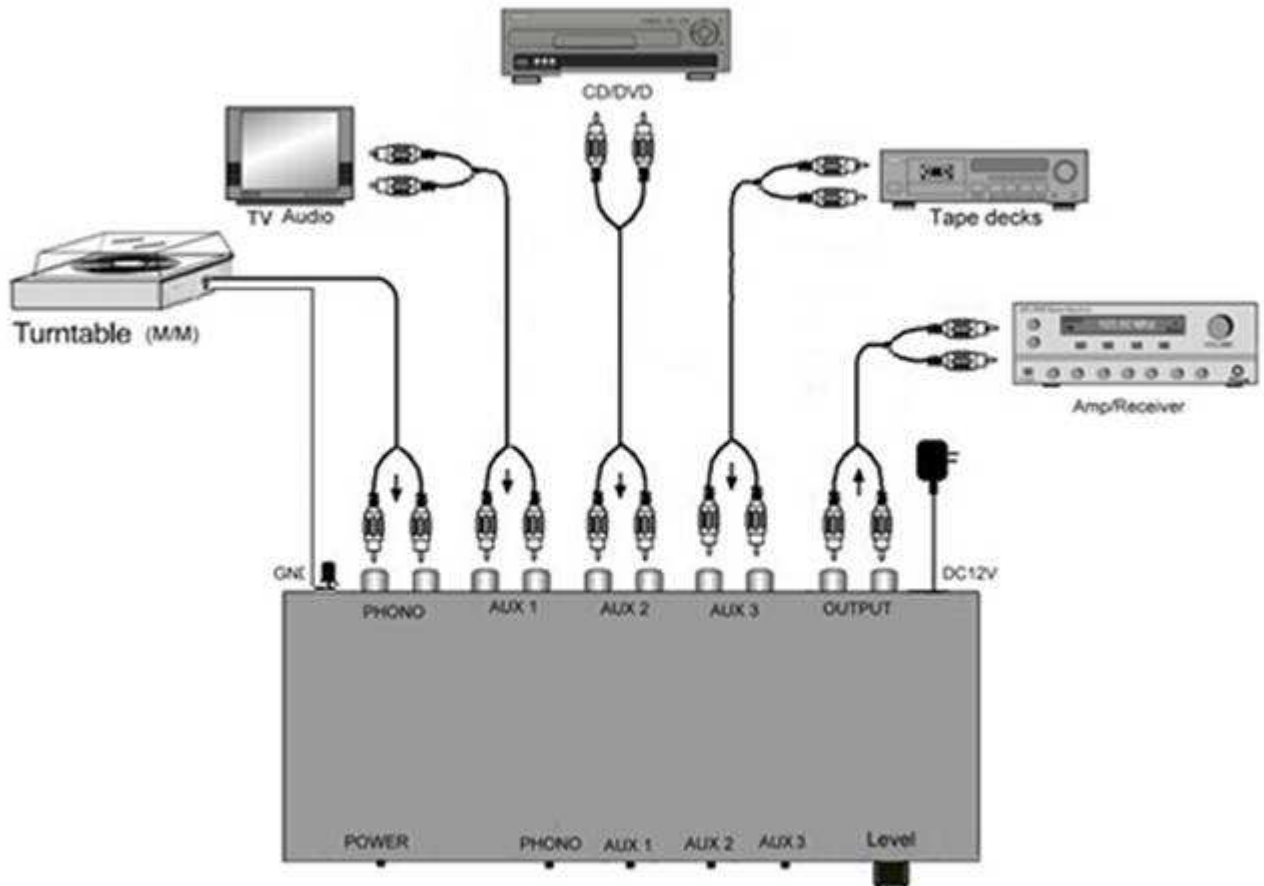 CD/DVD
TV Audio
Tape decks
Turntable (M/M)
VOLUME
Amp/Receiver
GND
DC12V
PHONO
AUX 1
AUX 2
AUX 3
OUTPUT
POWER
PHONO
AUX 1
AUX 2
AUX 3
Level